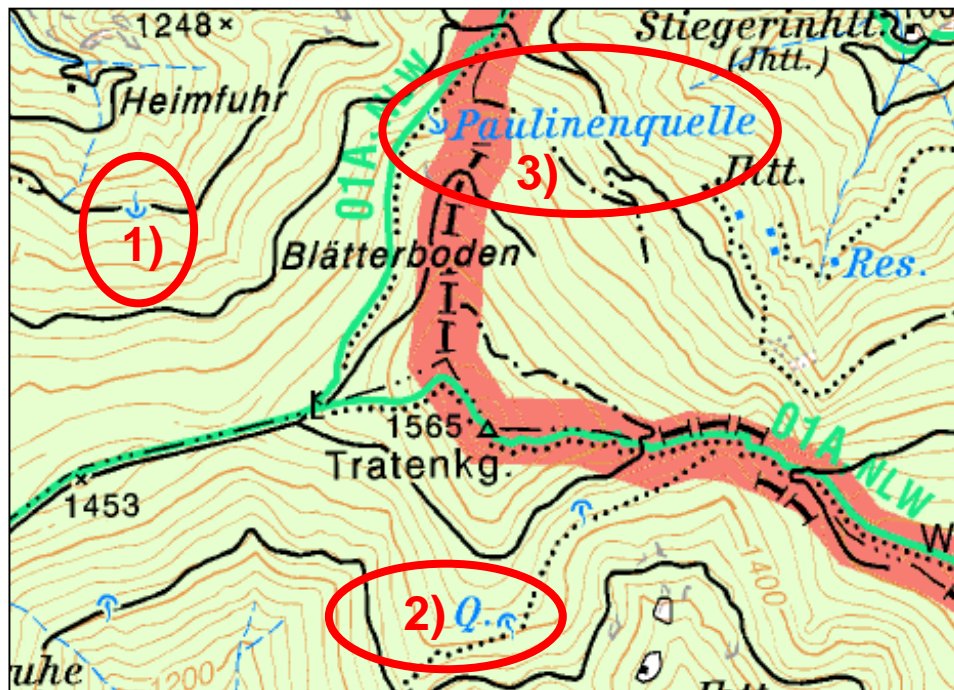 1248
Stiegerinhtt.
(Jhtt.)
Heimfuhr
01A NLW
Paulinenquelle
3)
Jhtt.
1)
Blätterboden
Res.
1565
Tratenkg.
01A NLW
1453
W
1400
2) Q.
uhe
1200